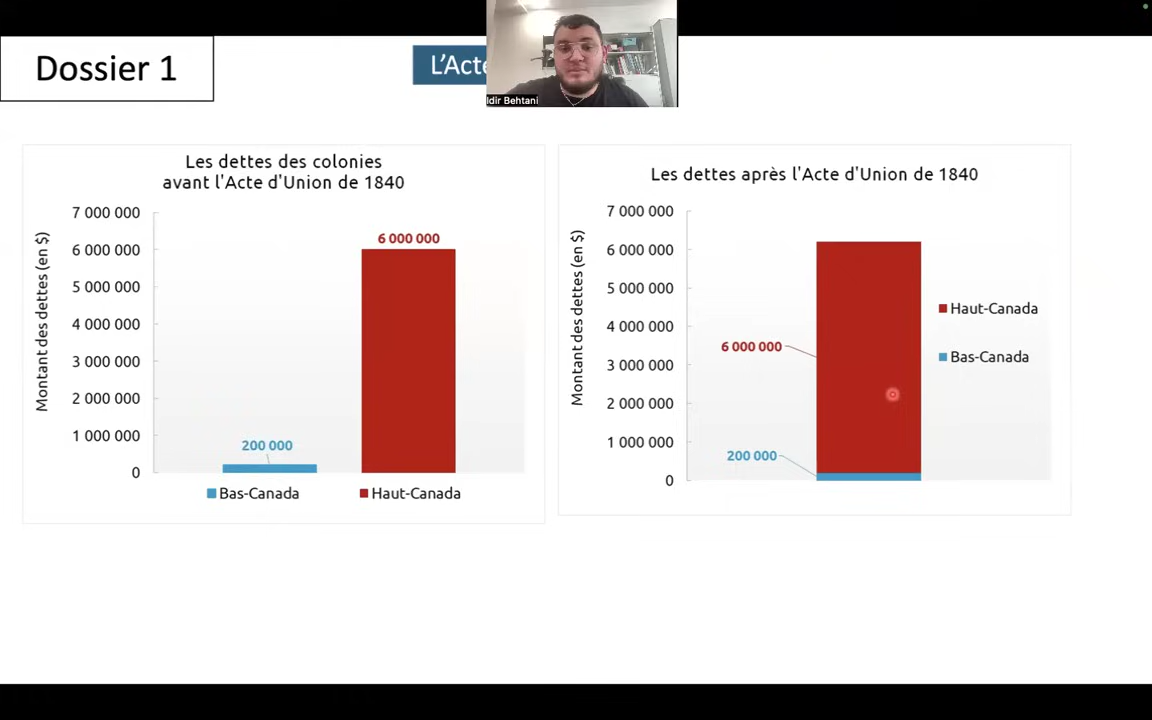 Dossier 1
L'Acte
Idir Behtani
Les dettes des colonies
avant l'Acte d'Union de 1840
Montant des dettes (en $)
7 000 000
6 000 000
5 000 000
4 000 000
3 000 000
2 000 000
1 000 000
0
200 000
6 000 000
Bas-Canada
Haut-Canada
Les dettes après l'Acte d'Union de 1840
Montant des dettes (en $)
7 000 000
6 000 000
5 000 000
4 000 000
3 000 000
2 000 000
1 000 000
0
6 000 000
200 000
Haut-Canada
Bas-Canada